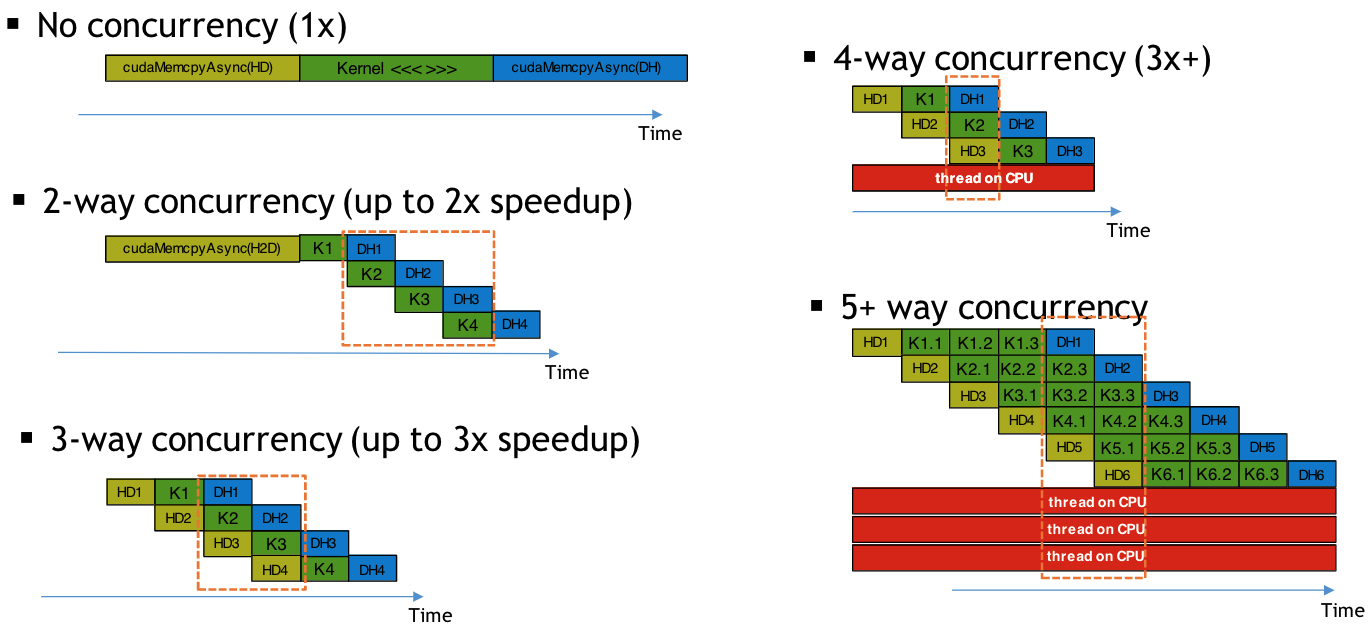 ▪ No concurrency (1x)
cudaMemcpyAsync(HD) Kernel <<< >>> cudaMemcpyAsync(DH)
Time
▪ 2-way concurrency (up to 2x speedup)
cudaMemcpyAsync(H2D) K1 DH1
K2 DH2
K3 DH3
K4 DH4
Time
▪ 3-way concurrency (up to 3x speedup)
HD1 K1 DH1
HD2 K2 DH2
HD3 K3 DH3
HD4 K4 DH4
Time
▪ 4-way concurrency (3x+)
HD1 K1 DH1
HD2 K2 DH2
HD3 K3 DH3
thread on CPU
Time
▪ 5+ way concurrency
HD1 K1.1 K1.2 K1.3 DH1
HD2 K2.1 K2.2 K2.3 DH2
HD3 K3.1 K3.2 K3.3 DH3
HD4 K4.1 K4.2 K4.3 DH4
HD5 K5.1 K5.2 K5.3 DH5
HD6 K6.1 K6.2 K6.3 DH6
thread on CPU
thread on CPU
thread on CPU
Time